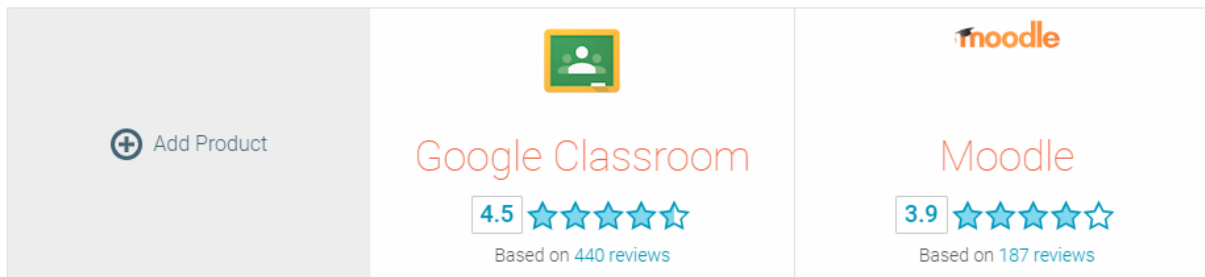 moodle
Add Product
Google Classroom
Moodle
4.5
3.9
Based on 440 reviews
Based on 187 reviews